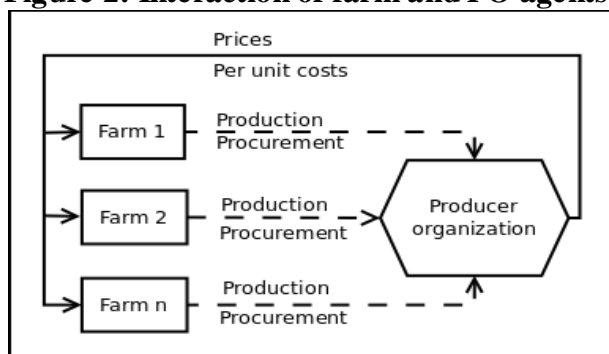 Figure 2: Interaction of farm and PO agents
Prices
Per unit costs
Farm 1
Production
Procurement
Farm 2
Production
Procurement
Producer
organization
Farm n
Production
Procurement